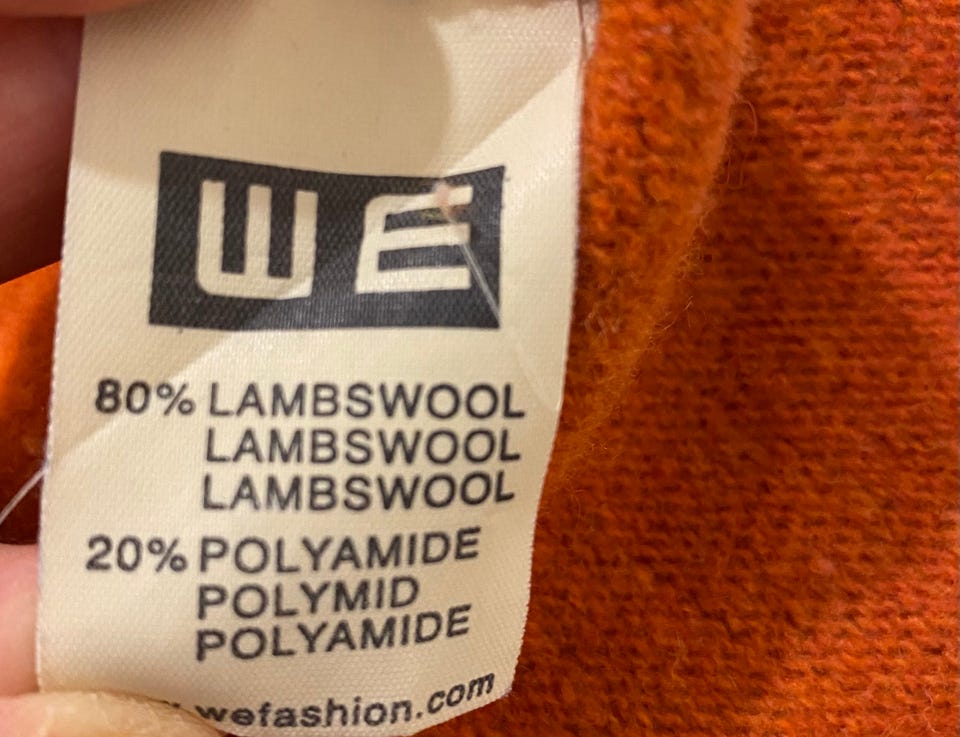 WE
80% LAMBSWOOL
LAMBSWOOL
LAMBSWOOL
20% POLYAMIDE
POLYMID
POLYAMIDE
wefashion.com